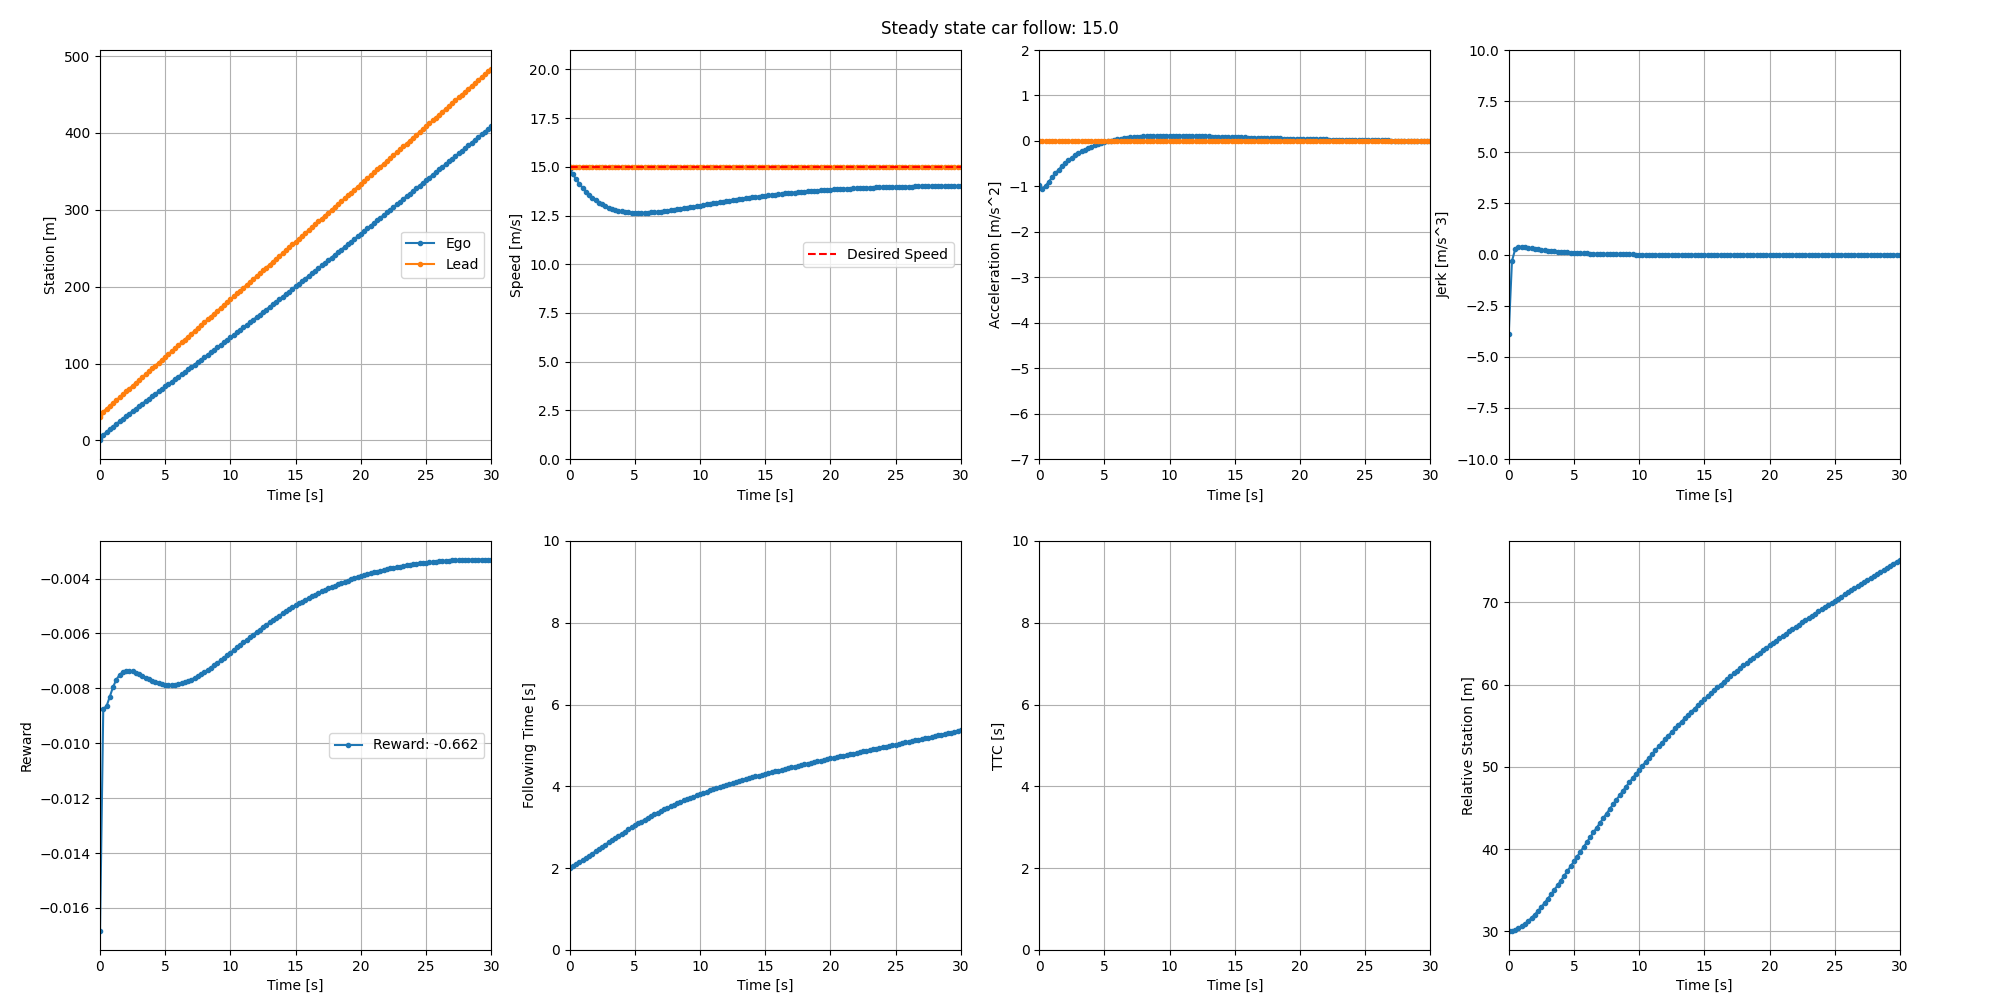 Steady state car follow: 15.0
Station [m]
500
400
300
200
100
0
Ego
Lead
0 5 10 15 20 25 30
Time [s]
Speed [m/s]
20.0
17.5
15.0
12.5
10.0
7.5
5.0
2.5
0.0
Desired Speed
0 5 10 15 20 25 30
Time [s]
Acceleration [m/s^2]
2
1
0
−1
−2
−3
−4
−5
−6
−7
0 5 10 15 20 25 30
Time [s]
Jerk [m/s^3]
10.0
7.5
5.0
2.5
0.0
−2.5
−5.0
−7.5
−10.0
0 5 10 15 20 25 30
Time [s]
Reward
−0.004
−0.006
−0.008
−0.010
−0.012
−0.014
−0.016
Reward: -0.662
0 5 10 15 20 25 30
Time [s]
Following Time [s]
10
8
6
4
2
0
0 5 10 15 20 25 30
Time [s]
TTC [s]
10
8
6
4
2
0
0 5 10 15 20 25 30
Time [s]
Relative Station [m]
70
60
50
40
30
0 5 10 15 20 25 30
Time [s]